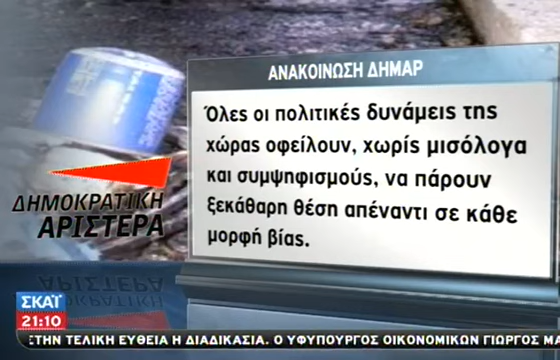 ΑΝΑΚΟΙΝΩΣΗ ΔΗΜΑΡ
Όλες οι πολιτικές δυνάμεις της
χώρας οφείλουν, χωρίς μισόλογα
και συμψηφισμούς, να πάρουν
ξεκάθαρη θέση απέναντι σε κάθε
μορφή βίας.
ΔΗΜΟΚΡΑΤΙΚΗ
ΑΡΙΣΤΕΡΑ
ΣΚΑΪ
21:10
ΣΤΗΝ ΤΕΛΙΚΗ ΕΥΘΕΙΑ Η ΔΙΑΔΙΚΑΣΙΑ. Ο ΥΦΥΠΟΥΡΓΟΣ ΟΙΚΟΝΟΜΙΚΩΝ ΓΙΩΡΓΟΣ